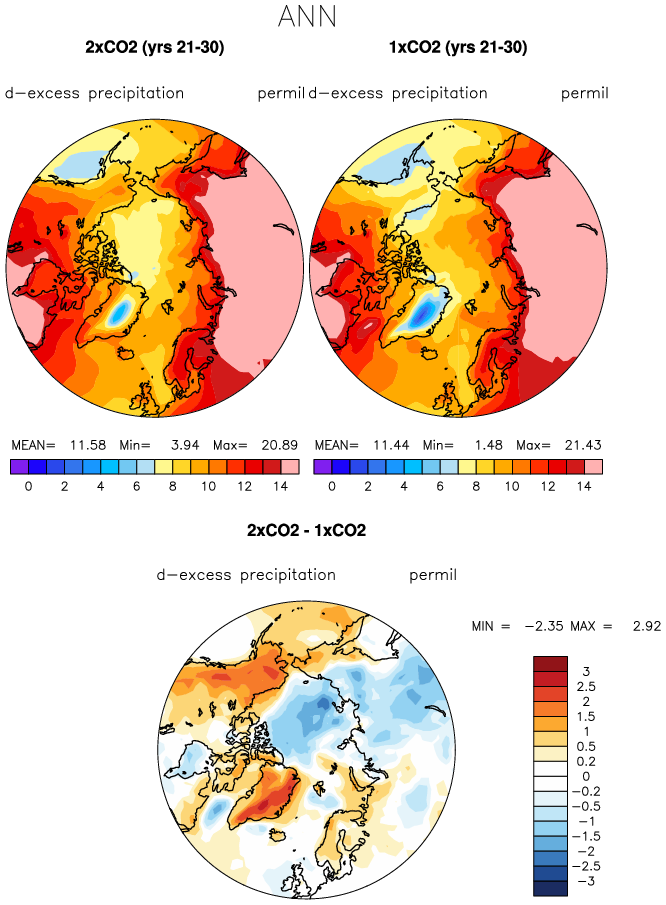 ANN
2xCO2 (yrs 21-30) 1xCO2 (yrs 21-30)
d-excess precipitation permil d-excess precipitation permil
MEAN= 11.58 Min= 3.94 Max= 20.89 MEAN= 11.44 Min= 1.48 Max= 21.43
0 2 4 6 8 10 12 14 0 2 4 6 8 10 12 14
2xCO2 - 1xCO2
d-excess precipitation permil
MIN = -2.35 MAX = 2.92
3
2.5
2
1.5
1
0.5
0.2
0
-0.2
-0.5
-1
-1.5
-2
-2.5
-3